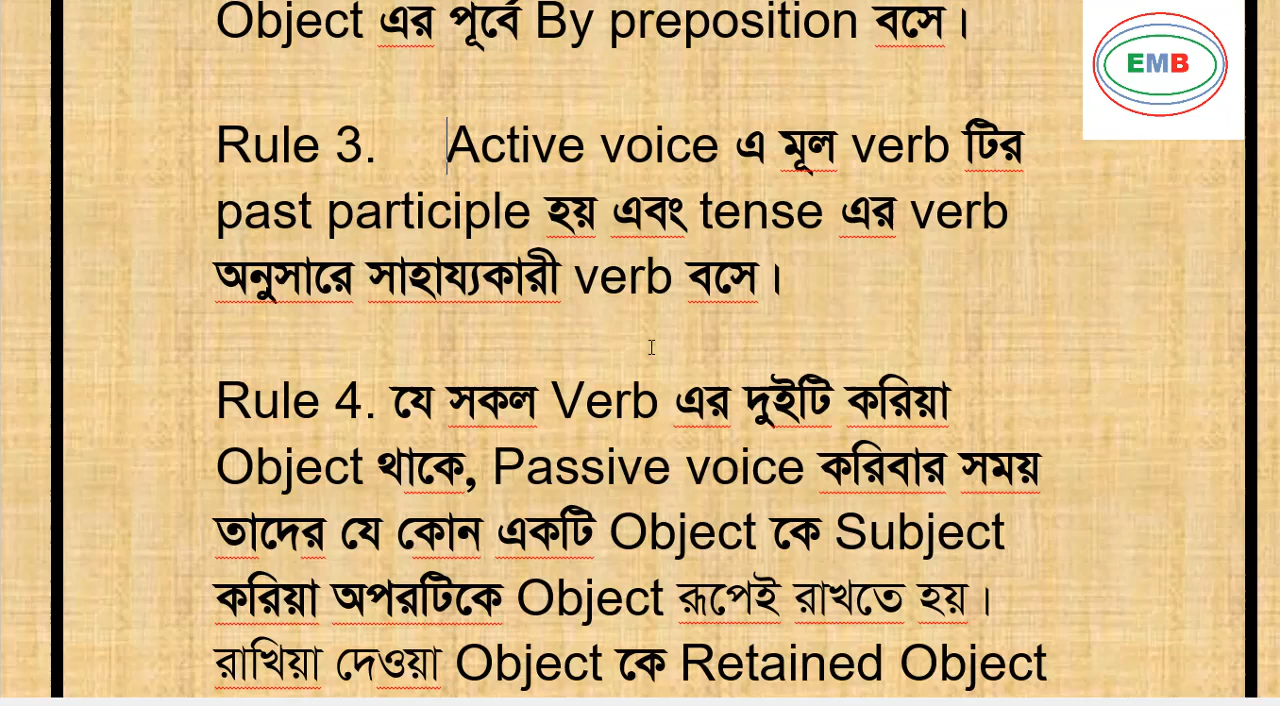 Object এর পূর্বে By preposition বসে।
EMB
Rule 3. Active voice এ মূল verb টির
past participle হয় এবং tense এর verb
অনুসারে সাহায্যকারী verb বসে।
Rule 4. যে সকল Verb এর দুইটি করিয়া
Object থাকে, Passive voice করিবার সময়
তাদের যে কোন একটি Object কে Subject
করিয়া অপরটিকে Object রূপেই রাখতে হয়।
রাখিয়া দেওয়া Object কে Retained Object